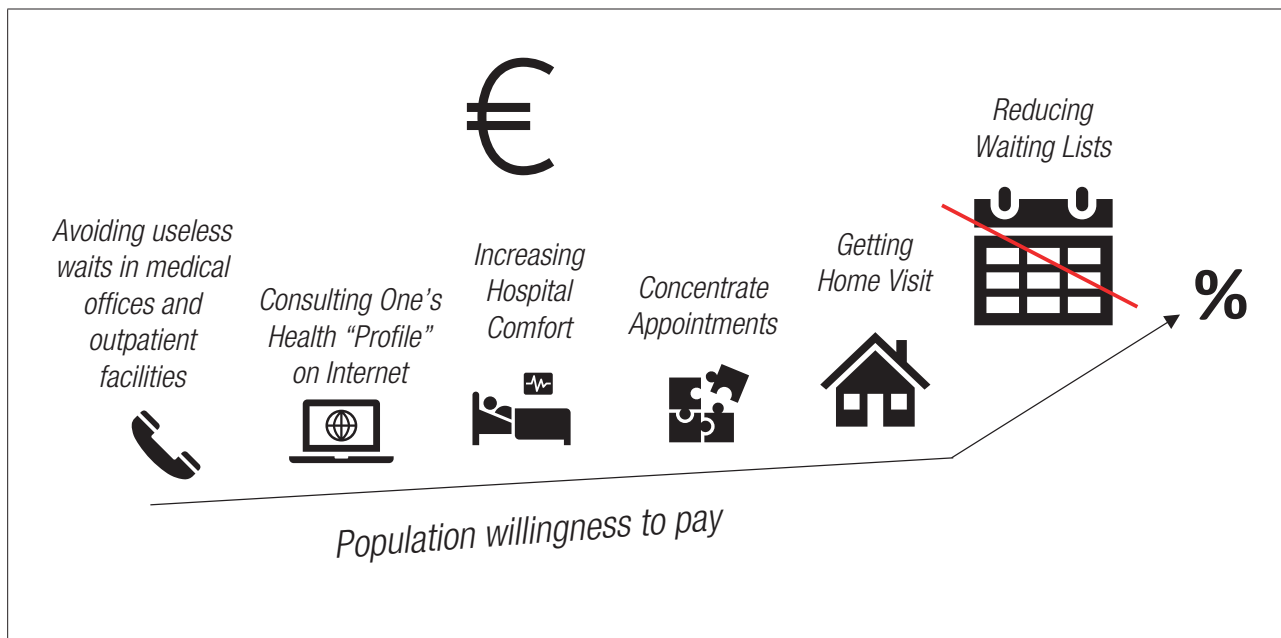 €
Reducing
Waiting Lists
Avoiding useless
waits in medical
offices and
outpatient
facilities
Consulting One’s
Health “Profile”
on Internet
Increasing
Hospital
Comfort
Concentrate
Appointments
Getting
Home Visit
%
Population willingness to pay